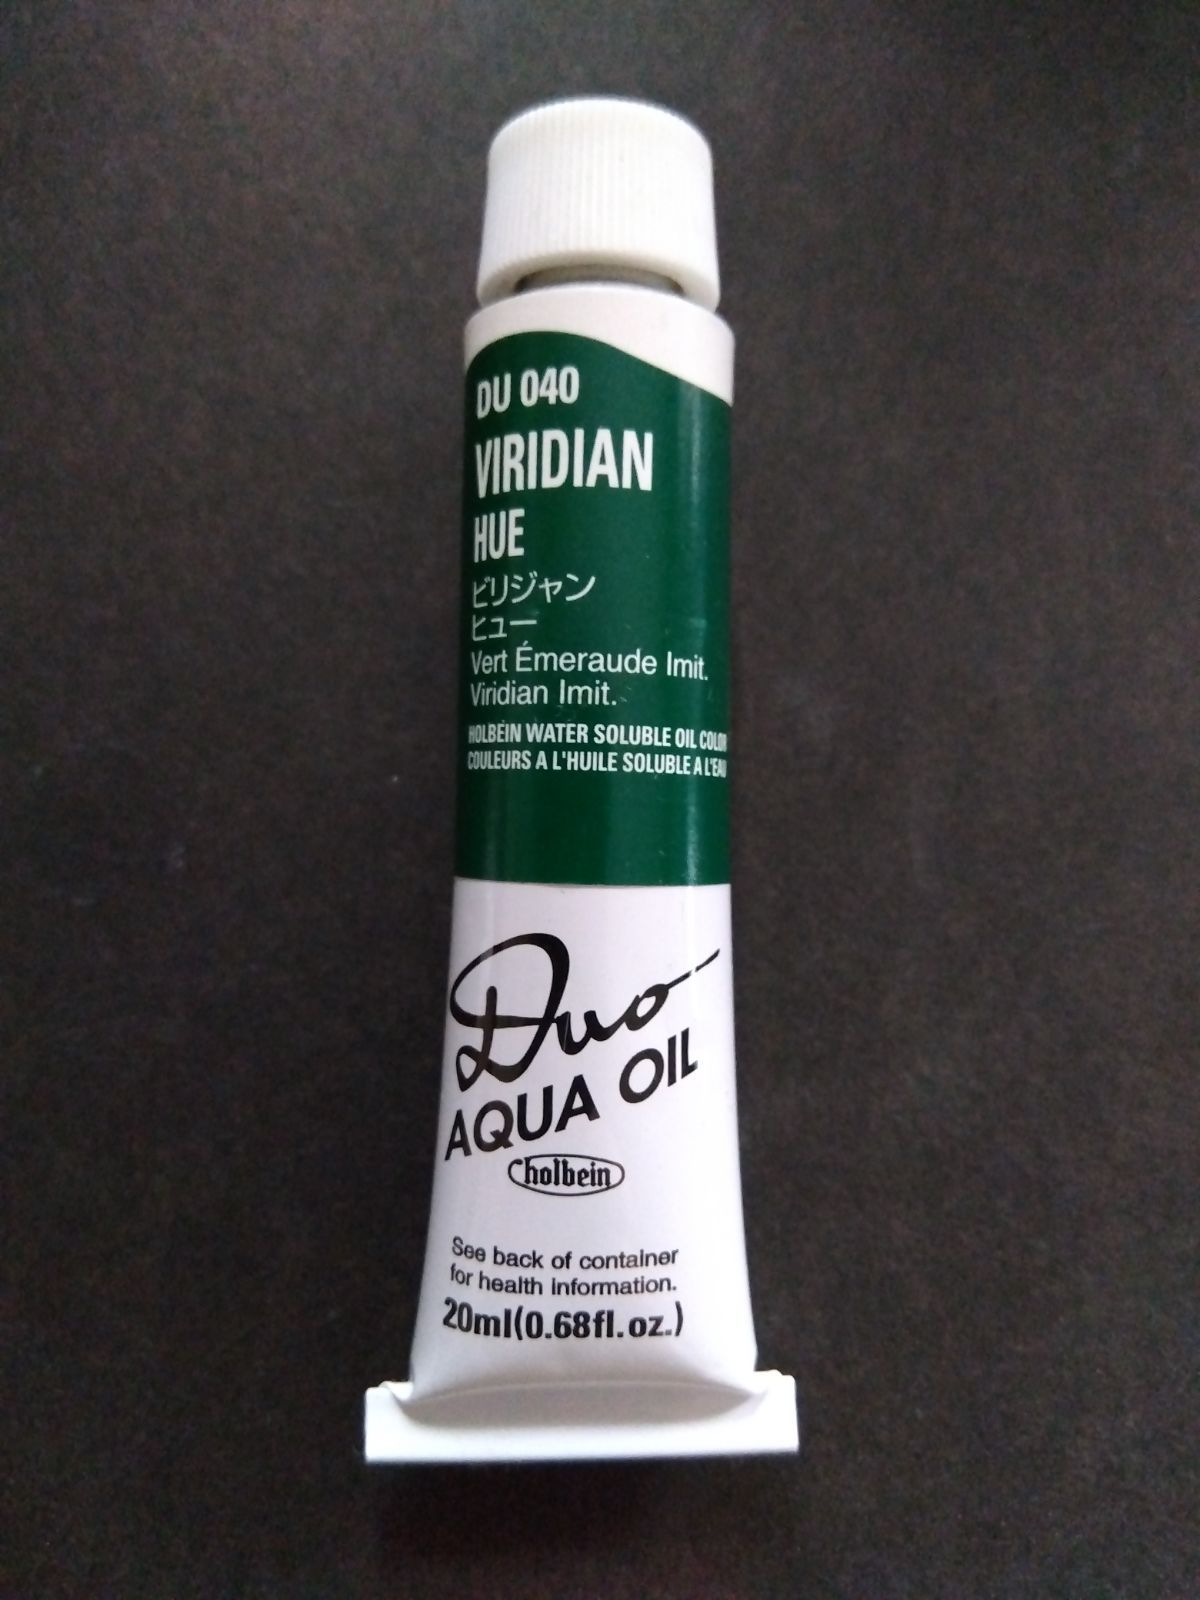 DU 040
VIRIDIAN
HUE
ビリジャン
ヒュー
Vert Émeraude Imit.
Viridian Imit.
HOLBEIN WATER SOLUBLE OIL COLOR
COULEURS A L'HUILE SOLUBLE A L'EAU
Duo
AQUA OIL
holbein
See back of container
for health information.
20ml(0.68fl.oz.)